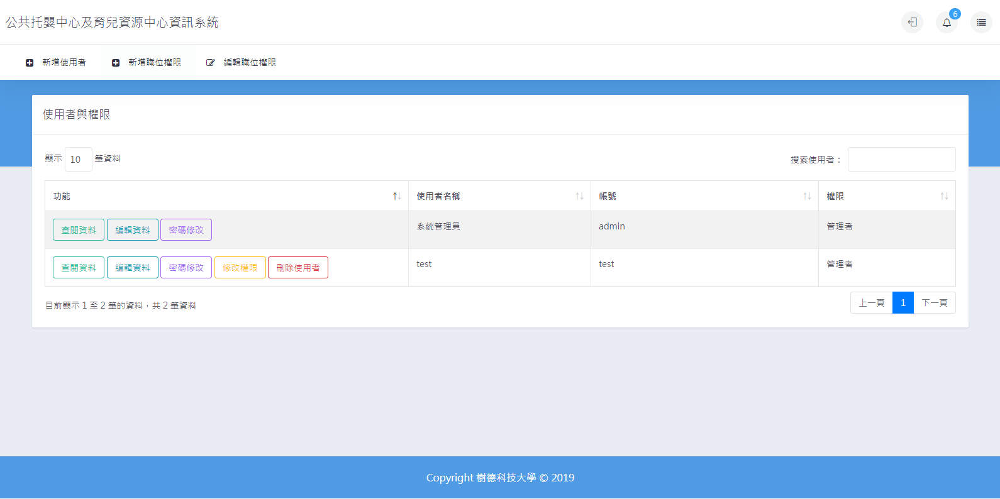 公共托嬰中心及育兒資源中心資訊系統
6
新增使用者 新增職位權限 編輯職位權限
使用者與權限
顯示 10 筆資料 搜索使用者：
功能 使用者名稱 帳號 權限
查閱資料 編輯資料 密碼修改 系統管理員 admin 管理者
查閱資料 編輯資料 密碼修改 修改權限 刪除使用者 test test 管理者
目前顯示 1 至 2 筆的資料，共 2 筆資料 上一頁 1 下一頁
Copyright 樹德科技大學 © 2019